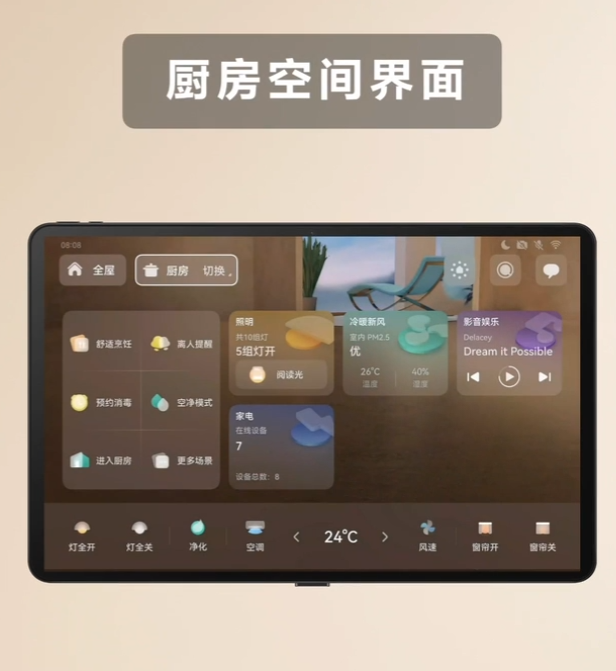 厨房空间界面
08:08
全屋
厨房 切换
舒适烹饪
离人提醒
预约消毒
空净模式
进入厨房
更多场景
照明
共10组灯
5组灯开
阅读光
冷暖新风
室内 PM2.5
优
26℃ 40%
温度 湿度
影音娱乐
Delacey
Dream it Possible
家电
在线设备
7
设备总数：8
灯全开
灯全关
净化
空调
24℃
风速
窗帘开
窗帘关